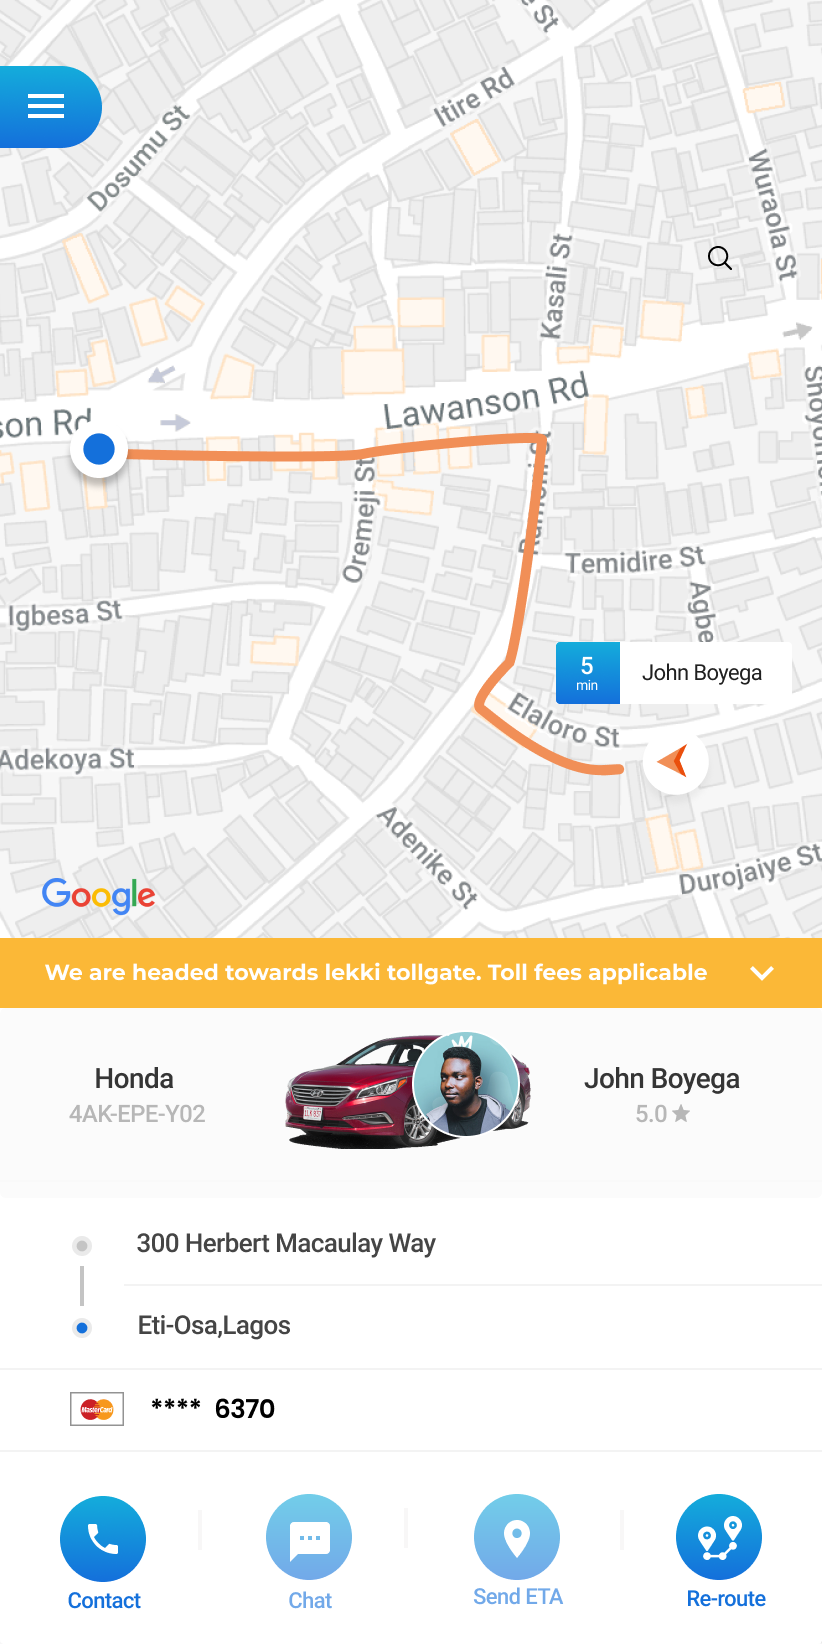 e St
Itire Rd
Dosumu St
Wuraola St
Kasali St
Lawanson Rd
son Rd
Oremeji St
Temidire St
Agbe
Igbesa St
5
min
John Boyega
Elaloro St
Adekoya St
Adenike St
Durojaiye St
Google
We are headed towards lekki tollgate. Toll fees applicable
Honda
4AK-EPE-Y02
John Boyega
5.0
300 Herbert Macaulay Way
Eti-Osa,Lagos
MasterCard
**** 6370
Contact
Chat
Send ETA
Re-route